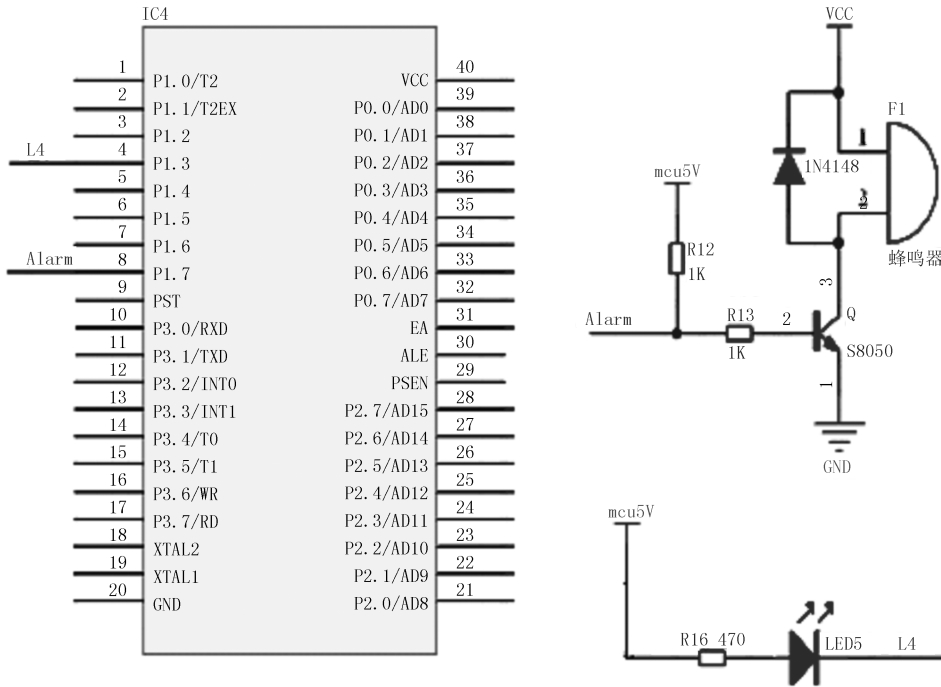 IC4
1
P1.0/T2
2
P1.1/T2EX
3
P1.2
L4
4
P1.3
5
P1.4
6
P1.5
7
P1.6
Alarm
8
P1.7
9
PST
10
P3.0/RXD
11
P3.1/TXD
12
P3.2/INT0
13
P3.3/INT1
14
P3.4/T0
15
P3.5/T1
16
P3.6/WR
17
P3.7/RD
18
XTAL2
19
XTAL1
20
GND
VCC
40
P0.0/AD0
39
P0.1/AD1
38
P0.2/AD2
37
P0.3/AD3
36
P0.4/AD4
35
P0.5/AD5
34
P0.6/AD6
33
P0.7/AD7
32
EA
31
ALE
30
PSEN
29
P2.7/AD15
28
P2.6/AD14
27
P2.5/AD13
26
P2.4/AD12
25
P2.3/AD11
24
P2.2/AD10
23
P2.1/AD9
22
P2.0/AD8
21
VCC
F1
1
1N4148
2
蜂鸣器
mcu5V
R12
1K
3
Alarm
R13
1K
2
Q
S8050
1
GND
mcu5V
R16 470
LED5
L4